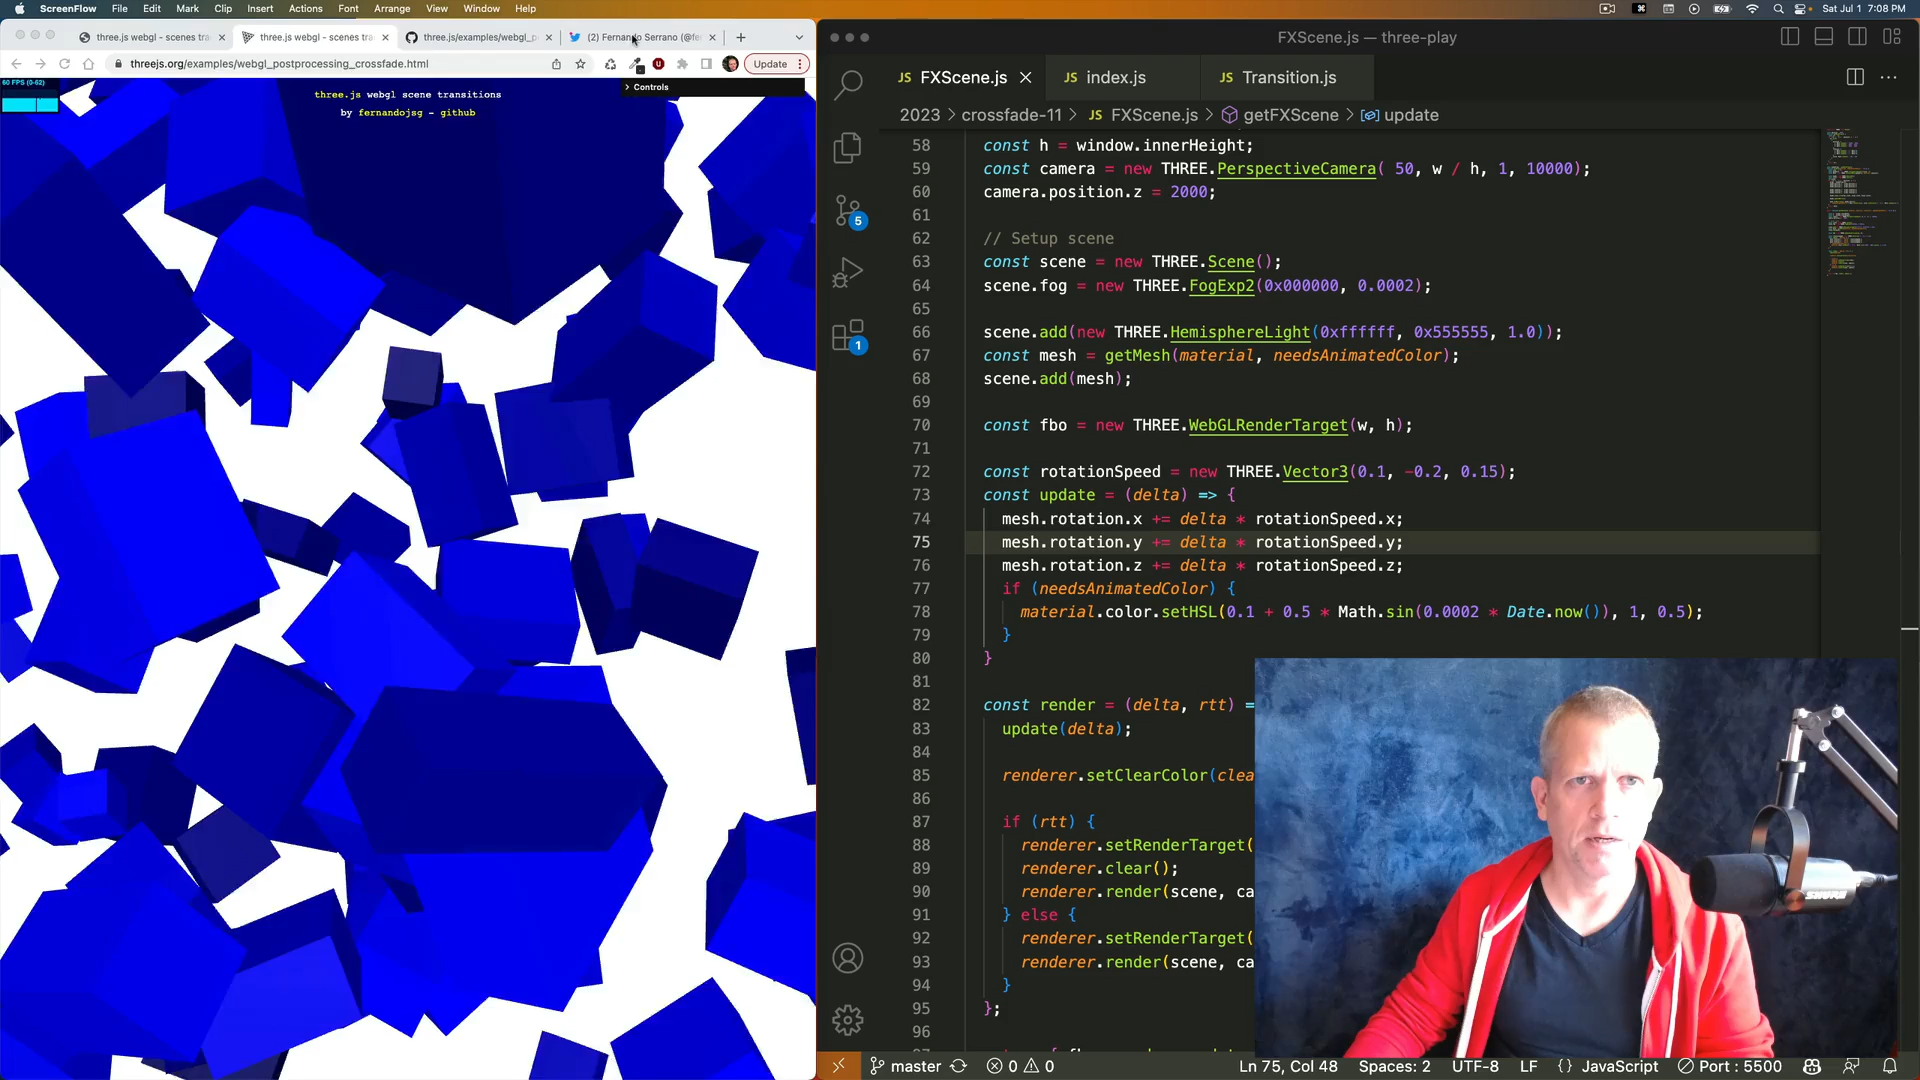 ScreenFlow File Edit Mark Clip Insert Actions Font Arrange View Window Help
Sat Jul 1 7:08 PM
three.js webgl - scenes tra
three.js webgl - scenes tra
three.js/examples/webgl_p
(2) Fernando Serrano (@fe
threejs.org/examples/webgl_postprocessing_crossfade.html
Update
60 FPS (0-62)
three.js webgl scene transitions
by fernandojsg - github
Controls
FXScene.js — three-play
JS FXScene.js
JS index.js
JS Transition.js
2023 > crossfade-11 > JS FXScene.js > getFXScene > update
5
1
58 const h = window.innerHeight;
59 const camera = new THREE.PerspectiveCamera( 50, w / h, 1, 10000);
60 camera.position.z = 2000;
61
62 // Setup scene
63 const scene = new THREE.Scene();
64 scene.fog = new THREE.FogExp2(0x000000, 0.0002);
65
66 scene.add(new THREE.HemisphereLight(0xffffff, 0x555555, 1.0));
67 const mesh = getMesh(material, needsAnimatedColor);
68 scene.add(mesh);
69
70 const fbo = new THREE.WebGLRenderTarget(w, h);
71
72 const rotationSpeed = new THREE.Vector3(0.1, -0.2, 0.15);
73 const update = (delta) => {
74 mesh.rotation.x += delta * rotationSpeed.x;
75 mesh.rotation.y += delta * rotationSpeed.y;
76 mesh.rotation.z += delta * rotationSpeed.z;
77 if (needsAnimatedColor) {
78 material.color.setHSL(0.1 + 0.5 * Math.sin(0.0002 * Date.now()), 1, 0.5);
79 }
80 }
81
82 const render = (delta, rtt) =
83 update(delta);
84
85 renderer.setClearColor(clea
86
87 if (rtt) {
88 renderer.setRenderTarget(
89 renderer.clear();
90 renderer.render(scene, ca
91 } else {
92 renderer.setRenderTarget(
93 renderer.render(scene, ca
94 }
95 };
96
SHURE
master
0 0
Ln 75, Col 48
Spaces: 2
UTF-8
LF
{} JavaScript
Port : 5500